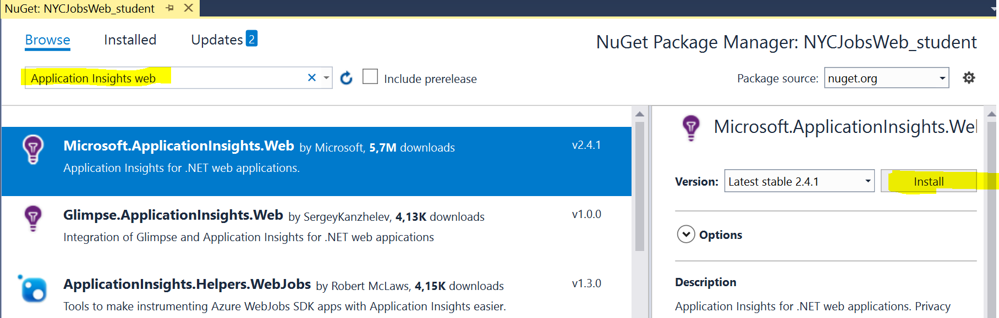 NuGet: NYCJobsWeb_student
Browse Installed Updates 2
NuGet Package Manager: NYCJobsWeb_student
Application Insights web
Include prerelease
Package source: nuget.org
Microsoft.ApplicationInsights.Web by Microsoft, 5,7M downloads v2.4.1
Application Insights for .NET web applications.
Glimpse.ApplicationInsights.Web by SergeyKanzhelev, 4,13K downloads v1.0.0
Integration of Glimpse and Application Insights for .NET web appications
ApplicationInsights.Helpers.WebJobs by Robert McLaws, 4,15K downloads v1.3.0
Tools to make instrumenting Azure WebJobs SDK apps with Application Insights easier.
Microsoft.ApplicationInsights.We
Version: Latest stable 2.4.1 Install
Options
Description
Application Insights for .NET web applications. Privacy